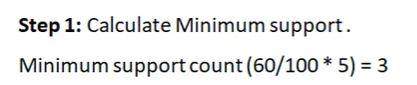 Step 1: Calculate Minimum support.
Minimum support count (60/100 * 5) = 3